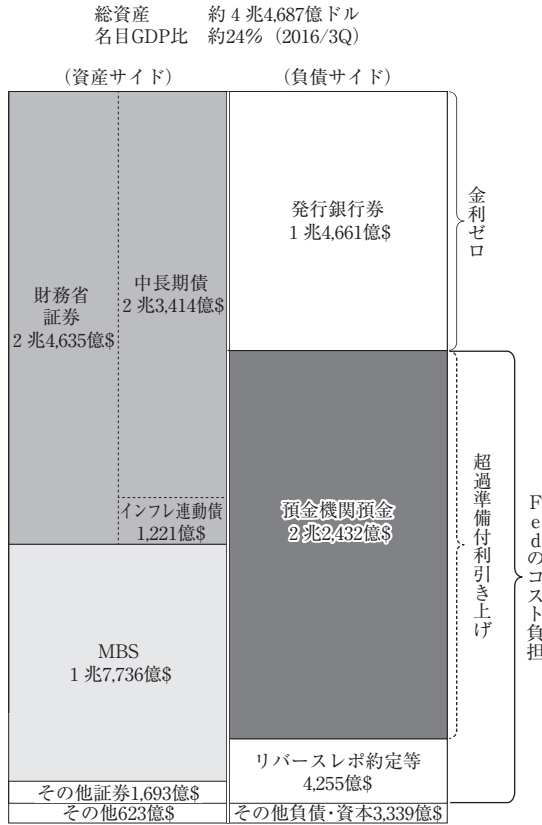 総資産 約4兆4,687億ドル
名目GDP比 約24%（2016/3Q）
（資産サイド）
（負債サイド）
財務省
証券
2兆4,635億$
中長期債
2兆3,414億$
インフレ連動債
1,221億$
MBS
1兆7,736億$
その他証券1,693億$
その他623億$
発行銀行券
1兆4,661億$
預金機関預金
2兆2,432億$
リバースレポ約定等
4,255億$
その他負債・資本3,339億$
金利ゼロ
超過準備付利引き上げ
Fedのコスト負担